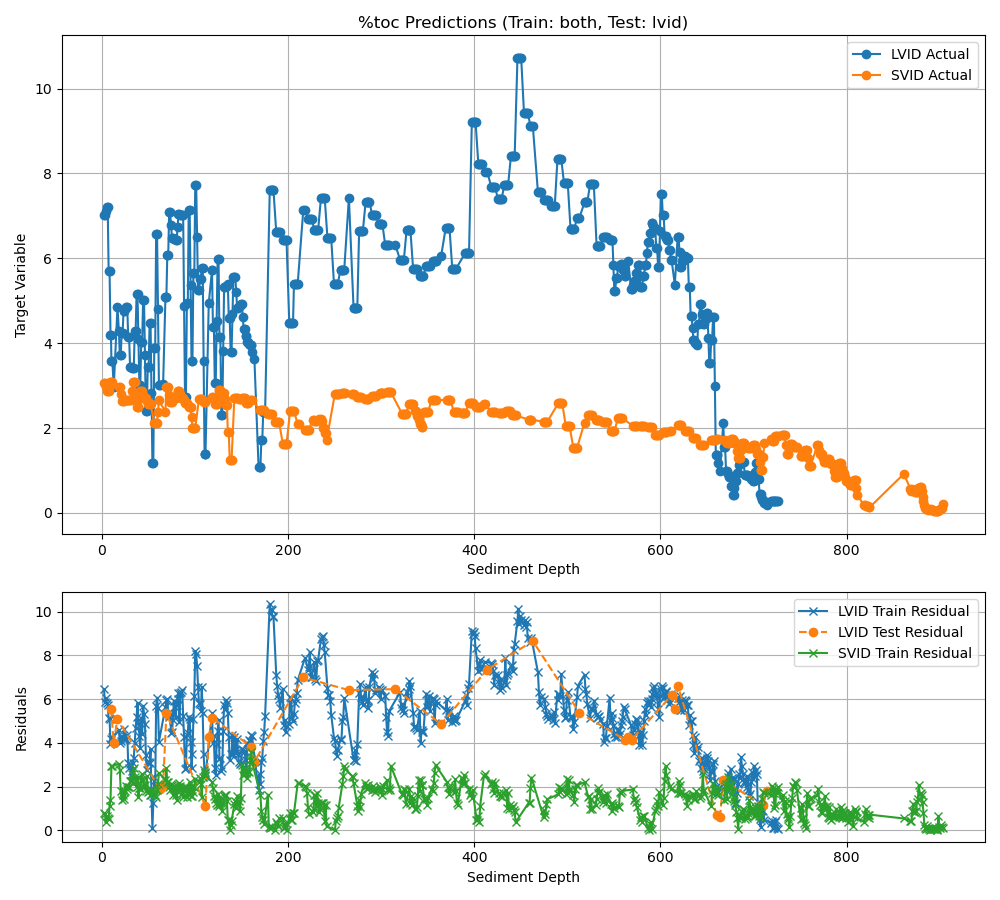 %toc Predictions (Train: both, Test: lvid)
LVID Actual
SVID Actual
Target Variable
10
8
6
4
2
0
0 200 400 600 800
Sediment Depth
LVID Train Residual
LVID Test Residual
SVID Train Residual
Residuals
10
8
6
4
2
0
0 200 400 600 800
Sediment Depth